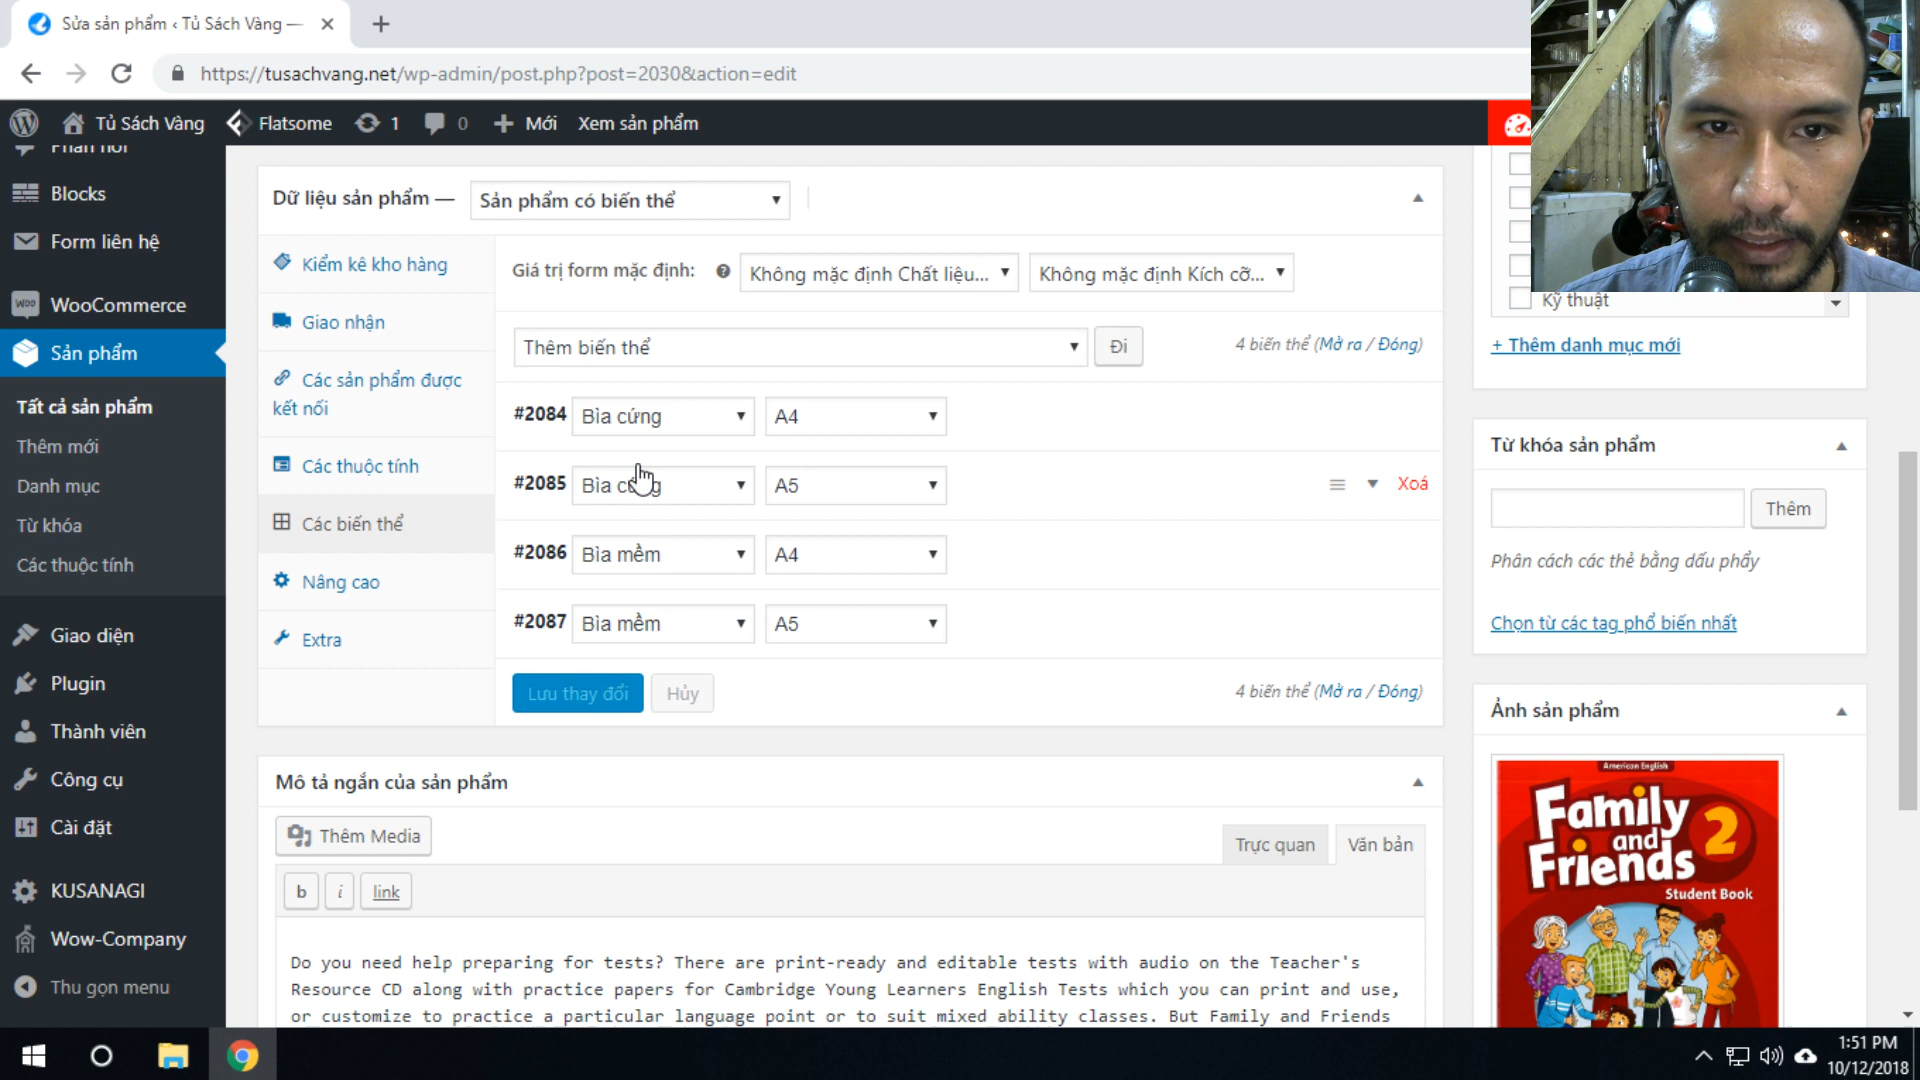 Sửa sản phẩm ‹ Tủ Sách Vàng —
https://tusachvang.net/wp-admin/post.php?post=2030&action=edit
Tủ Sách Vàng
Flatsome
1
0
Mới
Xem sản phẩm
Phản hồi
Blocks
Form liên hệ
WooCommerce
Sản phẩm
Tất cả sản phẩm
Thêm mới
Danh mục
Từ khóa
Các thuộc tính
Giao diện
Plugin
Thành viên
Công cụ
Cài đặt
KUSANAGI
Wow-Company
Thu gọn menu
Dữ liệu sản phẩm —
Sản phẩm có biến thể
Kiểm kê kho hàng
Giao nhận
Các sản phẩm được
kết nối
Các thuộc tính
Các biến thể
Nâng cao
Extra
Giá trị form mặc định:
Không mặc định Chất liệu...
Không mặc định Kích cỡ...
Thêm biến thể
Đi
4 biến thể (Mở ra / Đóng)
#2084 Bìa cứng A4
#2085 Bìa cứng A5
Xoá
#2086 Bìa mềm A4
#2087 Bìa mềm A5
Lưu thay đổi
Hủy
4 biến thể (Mở ra / Đóng)
Mô tả ngắn của sản phẩm
Thêm Media
Trực quan
Văn bản
b
i
link
Do you need help preparing for tests? There are print-ready and editable tests with audio on the Teacher's
Resource CD along with practice papers for Cambridge Young Learners English Tests which you can print and use,
or customize to practice a particular language point or to suit mixed ability classes. But Family and Friends
Kỹ thuật
+ Thêm danh mục mới
Từ khóa sản phẩm
Thêm
Phân cách các thẻ bằng dấu phẩy
Chọn từ các tag phổ biến nhất
Ảnh sản phẩm
American English
Family
and
Friends
2
Student Book
1:51 PM
10/12/2018